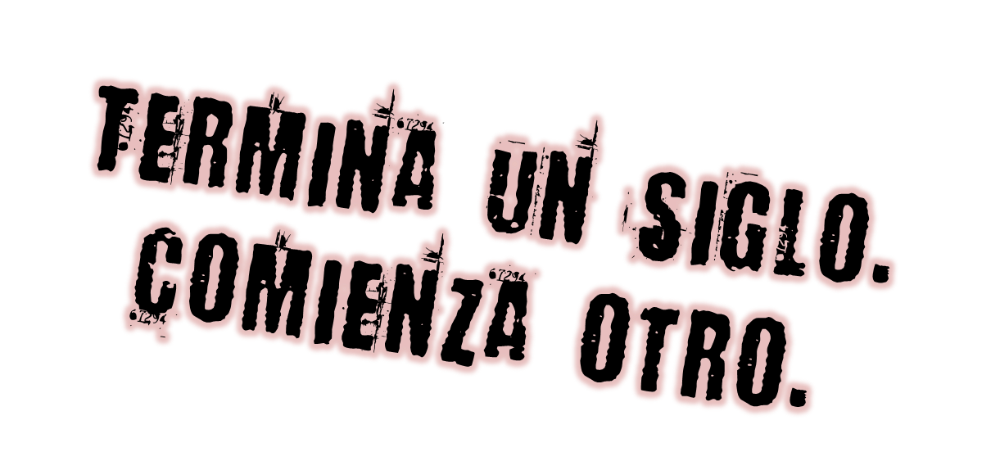 TERMINA UN SIGLO.
COMIENZA OTRO.